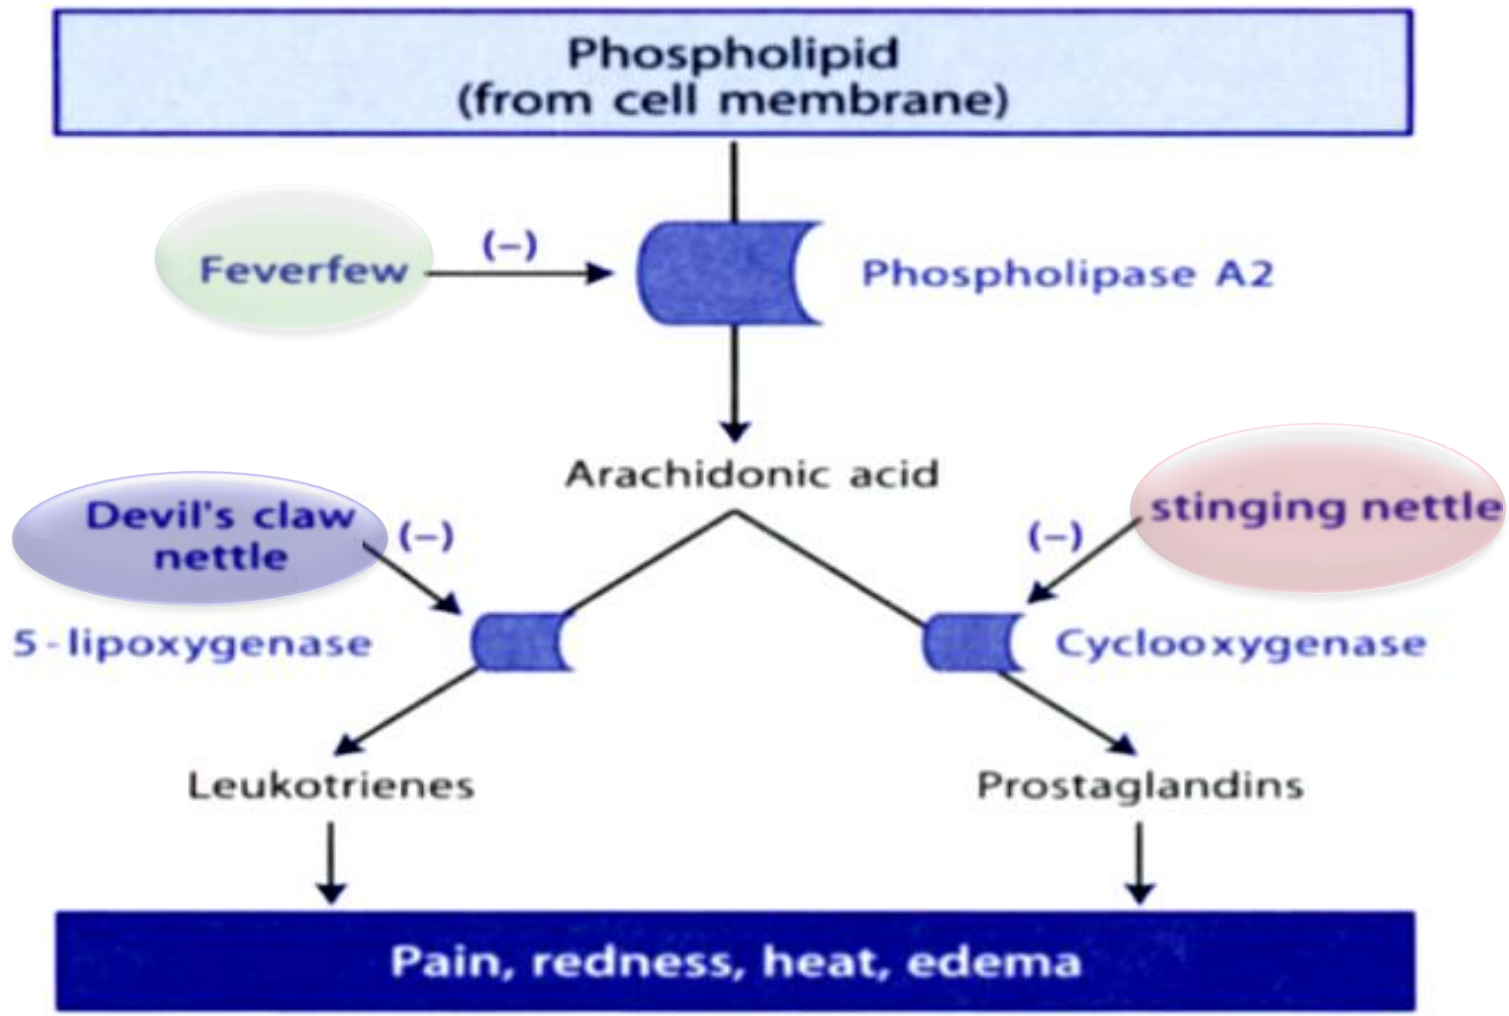 Phospholipid
(from cell membrane)
Feverfew
(–)
Phospholipase A2
Arachidonic acid
Devil's claw
nettle
(–)
(–)
stinging nettle
5-lipoxygenase
Cyclooxygenase
Leukotrienes
Prostaglandins
Pain, redness, heat, edema